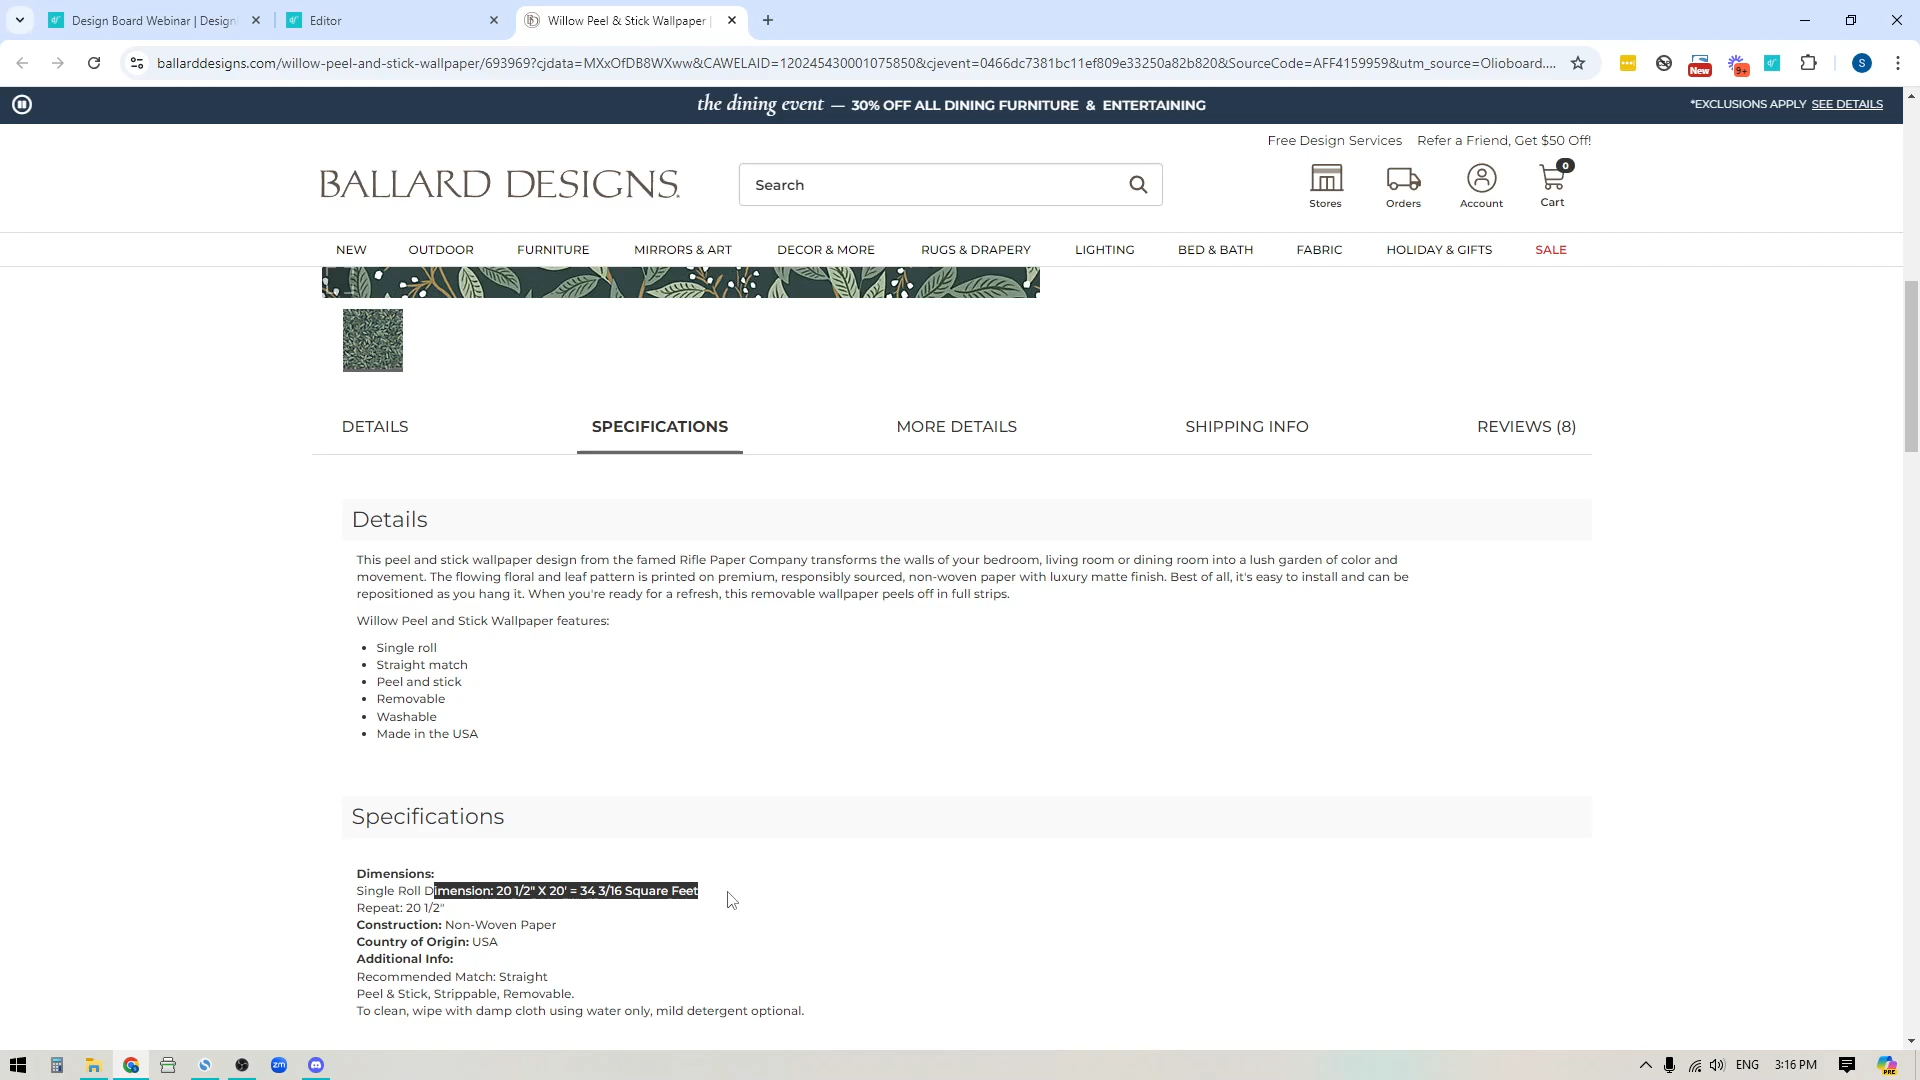 Design Board Webinar | Design
Editor
Willow Peel & Stick Wallpaper |
ballarddesigns.com/willow-peel-and-stick-wallpaper/693969?cjdata=MXxOfDB8WXww&CAWELAID=120245430001075850&cjevent=0466dc7381bc11ef809e33250a82b820&SourceCode=AFF4159959&utm_source=Olioboard....
New
9+
S
the dining event — 30% OFF ALL DINING FURNITURE & ENTERTAINING
*EXCLUSIONS APPLY SEE DETAILS
Free Design Services Refer a Friend, Get $50 Off!
BALLARD DESIGNS.
Search
Stores
Orders
Account
0
Cart
NEW OUTDOOR FURNITURE MIRRORS & ART DECOR & MORE RUGS & DRAPERY LIGHTING BED & BATH FABRIC HOLIDAY & GIFTS SALE
DETAILS SPECIFICATIONS MORE DETAILS SHIPPING INFO REVIEWS (8)
Details
This peel and stick wallpaper design from the famed Rifle Paper Company transforms the walls of your bedroom, living room or dining room into a lush garden of color and
movement. The flowing floral and leaf pattern is printed on premium, responsibly sourced, non-woven paper with luxury matte finish. Best of all, it's easy to install and can be
repositioned as you hang it. When you're ready for a refresh, this removable wallpaper peels off in full strips.
Willow Peel and Stick Wallpaper features:
• Single roll
• Straight match
• Peel and stick
• Removable
• Washable
• Made in the USA
Specifications
Dimensions:
Single Roll Dimension: 20 1/2" X 20' = 34 3/16 Square Feet
Repeat: 20 1/2"
Construction: Non-Woven Paper
Country of Origin: USA
Additional Info:
Recommended Match: Straight
Peel & Stick, Strippable, Removable.
To clean, wipe with damp cloth using water only, mild detergent optional.
zm
ENG
3:16 PM
PRE